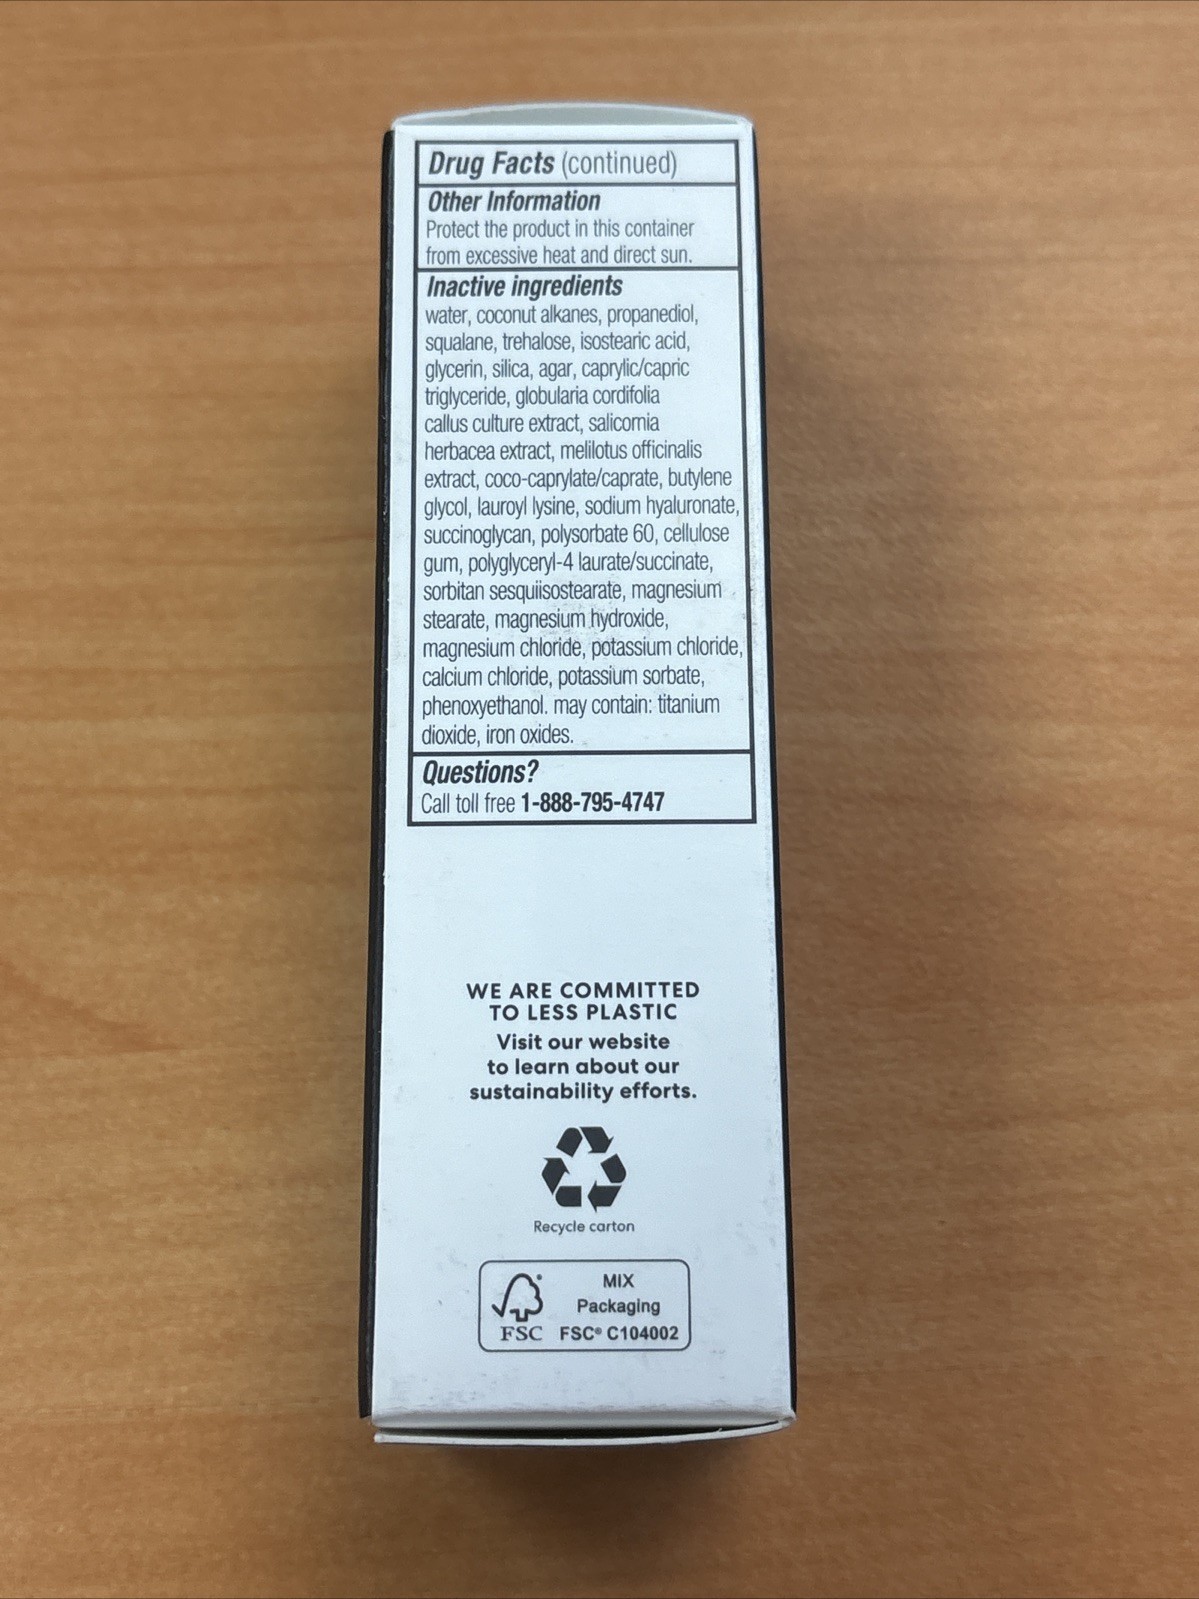 Drug Facts (continued)
Other Information
Protect the product in this container
from excessive heat and direct sun.
Inactive ingredients
water, coconut alkanes, propanediol,
squalane, trehalose, isostearic acid,
glycerin, silica, agar, caprylic/capric
triglyceride, globularia cordifolia
callus culture extract, salicornia
herbacea extract, melilotus officinalis
extract, coco-caprylate/caprate, butylene
glycol, lauroyl lysine, sodium hyaluronate,
succinoglycan, polysorbate 60, cellulose
gum, polyglyceryl-4 laurate/succinate,
sorbitan sesquiisostearate, magnesium
stearate, magnesium hydroxide,
magnesium chloride, potassium chloride,
calcium chloride, potassium sorbate,
phenoxyethanol. may contain: titanium
dioxide, iron oxides.
Questions?
Call toll free 1-888-795-4747
WE ARE COMMITTED
TO LESS PLASTIC
Visit our website
to learn about our
sustainability efforts.
Recycle carton
MIX
Packaging
FSC FSC® C104002